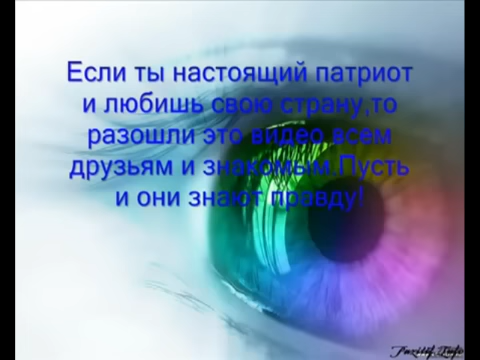 Если ты настоящий патриот
и любишь свою страну,то
разошли это видео всем
друзьям и знакомым.Пусть
и они знают правду!